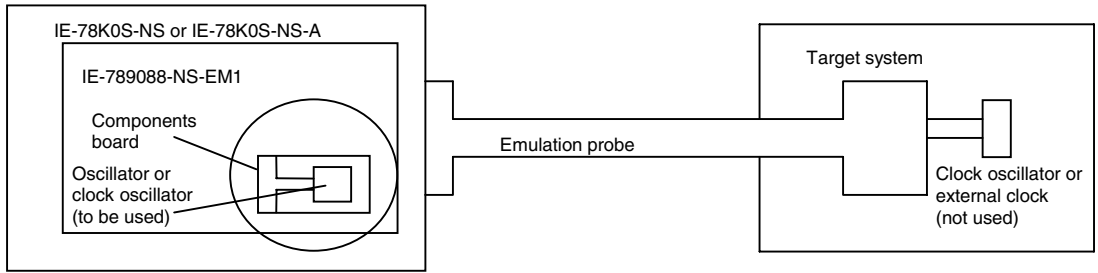 IE-78K0S-NS or IE-78K0S-NS-A
IE-789088-NS-EM1
Components
board
Oscillator or
clock oscillator
(to be used)
Emulation probe
Target system
Clock oscillator or
external clock
(not used)